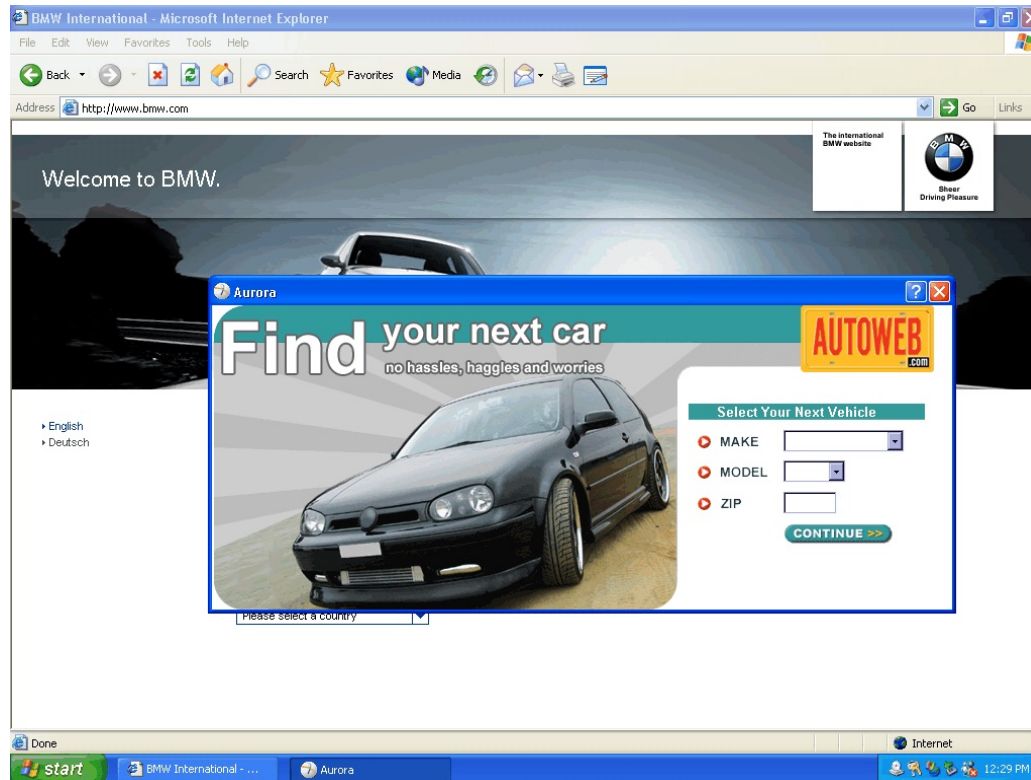 BMW International - Microsoft Internet Explorer
File Edit View Favorites Tools Help
Back Search Favorites Media
Address http://www.bmw.com Go Links
The international
BMW website
BMW
Sheer
Driving Pleasure
Welcome to BMW.
Aurora
Find your next car
no hassles, haggles and worries
AUTOWEB
.com
Select Your Next Vehicle
MAKE
MODEL
ZIP
CONTINUE >>
English
Deutsch
Please select a country
Done Internet
start BMW International - ... Aurora 12:29 PM